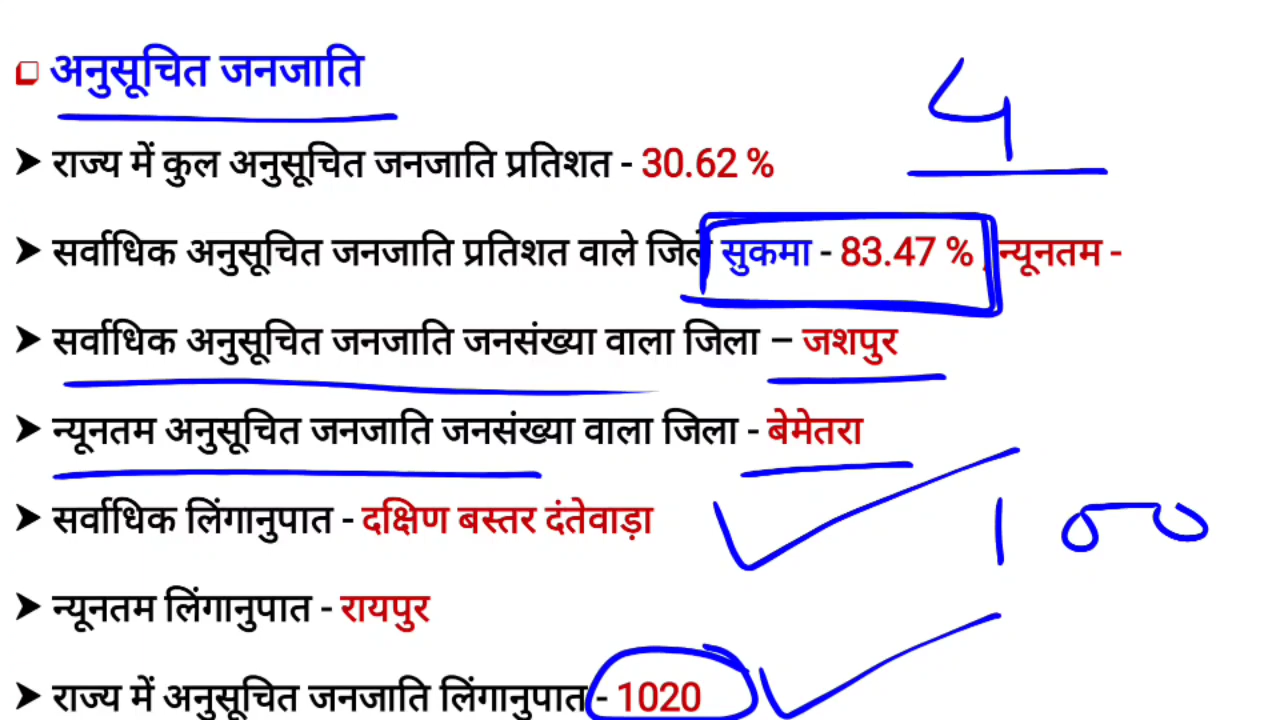 अनुसूचित जनजाति
राज्य में कुल अनुसूचित जनजाति प्रतिशत - 30.62 %
सर्वाधिक अनुसूचित जनजाति प्रतिशत वाले जिले सुकमा - 83.47 % , न्यूनतम -
सर्वाधिक अनुसूचित जनजाति जनसंख्या वाला जिला – जशपुर
न्यूनतम अनुसूचित जनजाति जनसंख्या वाला जिला - बेमेतरा
सर्वाधिक लिंगानुपात - दक्षिण बस्तर दंतेवाड़ा
न्यूनतम लिंगानुपात - रायपुर
राज्य में अनुसूचित जनजाति लिंगानुपात - 1020